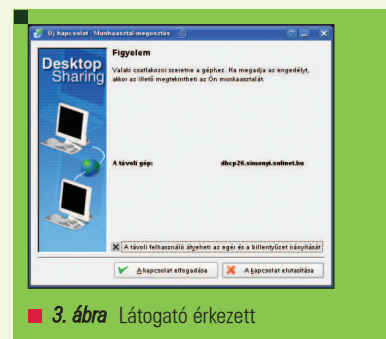 Új kapcsolat - Munkaasztal-megosztás
Desktop
Sharing
Figyelem
Valaki csatlakozni szeretne a géphez. Ha megadja az engedélyt,
akkor az illető megtekintheti az Ön munkaasztalát.
A távoli gép: dhcp26.simonyi.sulinet.hu
A távoli felhasználó átveheti az egér és a billentyűzet irányítását
A kapcsolat elfogadása
A kapcsolat elutasítása
3. ábra Látogató érkezett